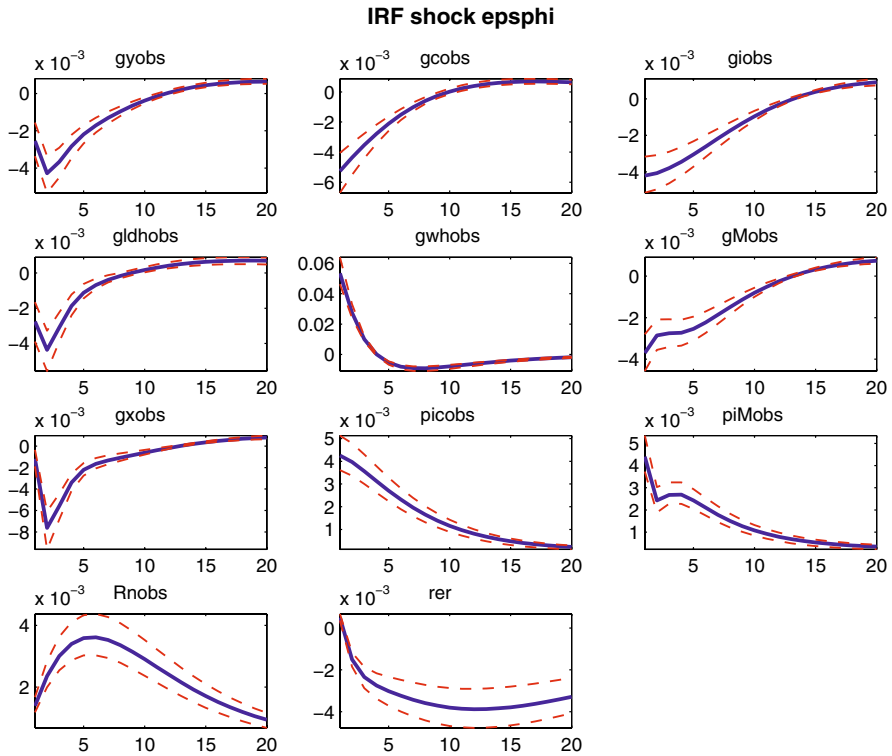 IRF shock epsphi
x 10⁻³ x 10⁻³ x 10⁻³
gyobs gcobs giobs
0 0 0
−2 −2 −2
−4 −4 −4
−6
5 10 15 20 5 10 15 20 5 10 15 20
x 10⁻³ x 10⁻³
gldhobs gwhobs gMobs
0 0.06 0
−2 0.04 −2
0.02
−4 0 −4
5 10 15 20 5 10 15 20 5 10 15 20
x 10⁻³ x 10⁻³ x 10⁻³
gxobs picobs piMobs
0 5 5
−2 4 4
−4 3 3
−6 2 2
−8 1 1
5 10 15 20 5 10 15 20 5 10 15 20
x 10⁻³ x 10⁻³
Rnobs rer
4 0
−2
2 −4
5 10 15 20 5 10 15 20